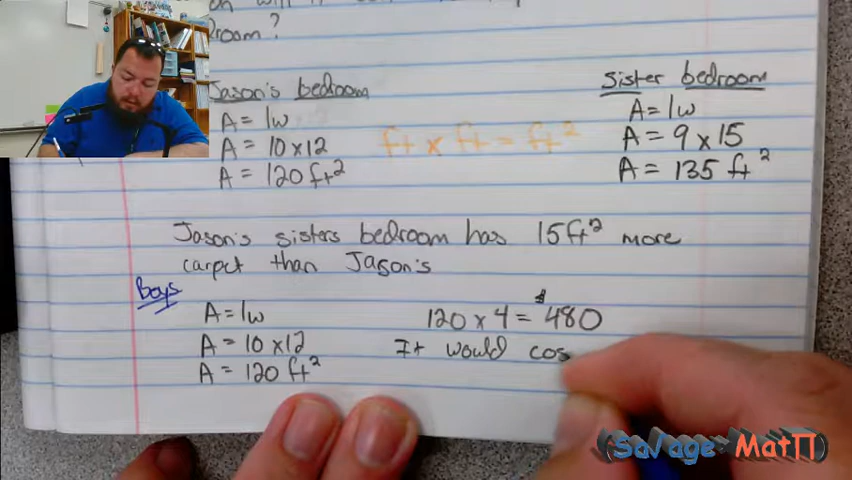 room?
Jason's bedroom
A = lw
A = 10 x 12
A = 120 ft²
ft x ft = ft²
Sister bedroom
A = lw
A = 9 x 15
A = 135 ft²
Jason's sisters bedroom has 15ft² more
carpet than Jason's
Boys
A = lw
A = 10 x 12
A = 120 ft²
120 x 4 = $480
It would cos
Savage Math